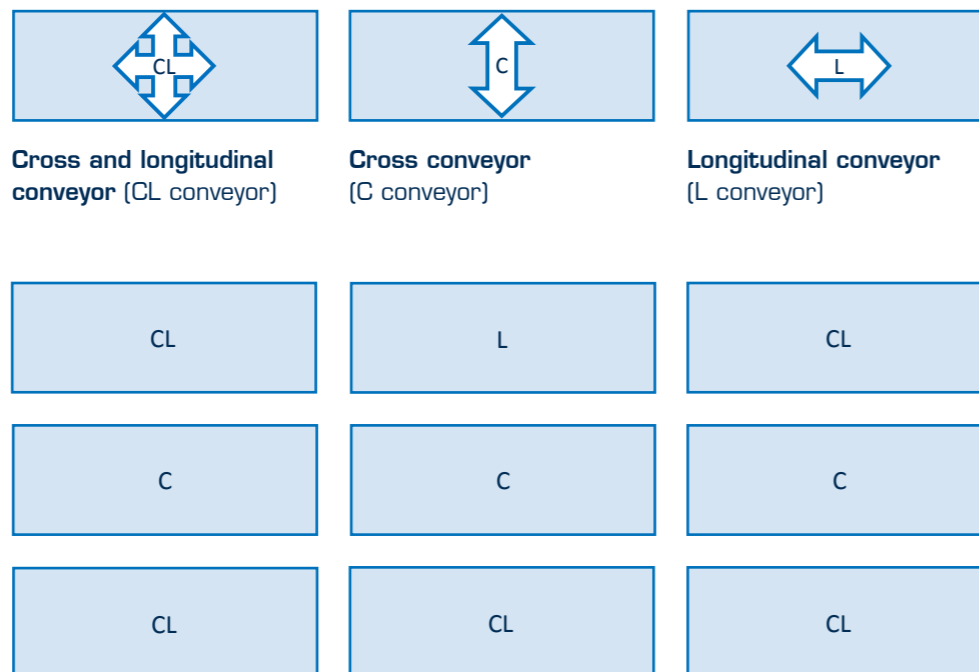 CL
C
L
Cross and longitudinal
conveyor (CL conveyor)
Cross conveyor
(C conveyor)
Longitudinal conveyor
(L conveyor)
CL
L
CL
C
C
C
CL
CL
CL